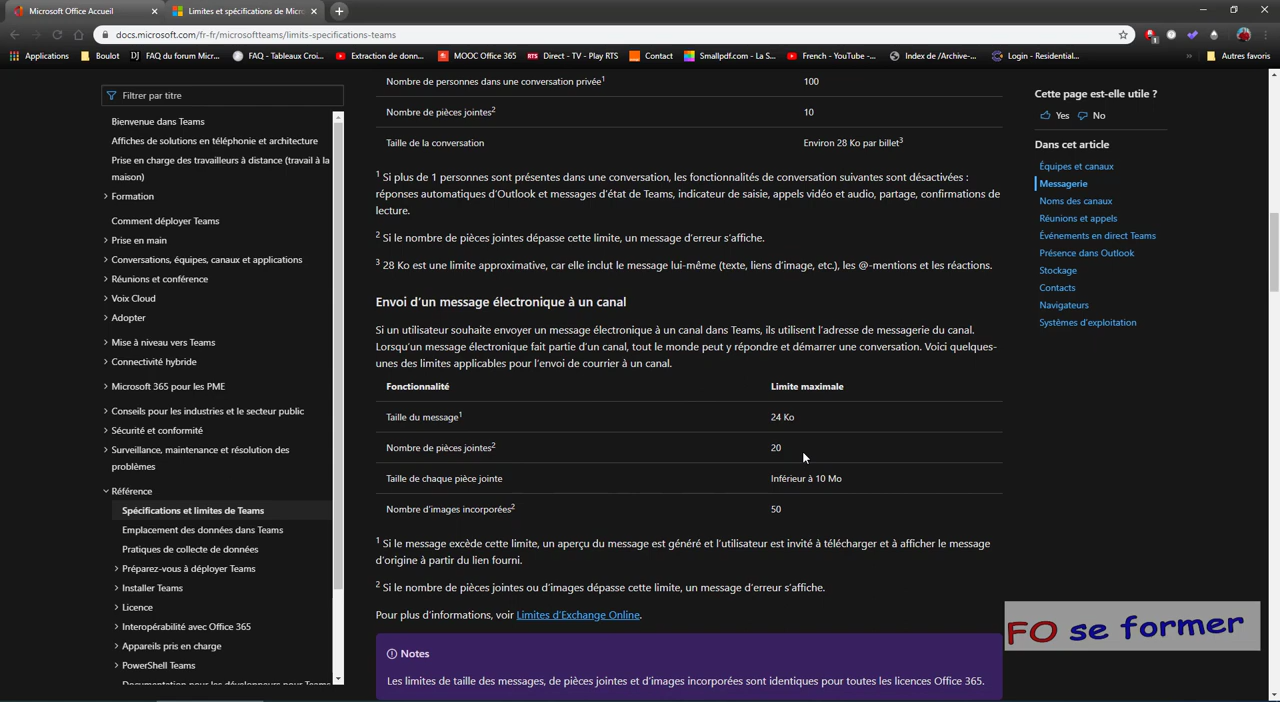 Microsoft Office Accueil
Limites et spécifications de Micro
docs.microsoft.com/fr-fr/microsoftteams/limits-specifications-teams
Applications
Boulot
FAQ du forum Micr...
FAQ - Tableaux Croi...
Extraction de donn...
MOOC Office 365
Direct - TV - Play RTS
Contact
Smallpdf.com - La S...
French - YouTube -...
Index de /Archive-...
Login - Residential...
Autres favoris
Filtrer par titre
Bienvenue dans Teams
Affiches de solutions en téléphonie et architecture
Prise en charge des travailleurs à distance (travail à la
maison)
Formation
Comment déployer Teams
Prise en main
Conversations, équipes, canaux et applications
Réunions et conférence
Voix Cloud
Adopter
Mise à niveau vers Teams
Connectivité hybride
Microsoft 365 pour les PME
Conseils pour les industries et le secteur public
Sécurité et conformité
Surveillance, maintenance et résolution des
problèmes
Référence
Spécifications et limites de Teams
Emplacement des données dans Teams
Pratiques de collecte de données
Préparez-vous à déployer Teams
Installer Teams
Licence
Interopérabilité avec Office 365
Appareils pris en charge
PowerShell Teams
Documentation pour les développeurs pour Teams
Nombre de personnes dans une conversation privée¹ 100
Nombre de pièces jointes² 10
Taille de la conversation Environ 28 Ko par billet³
¹ Si plus de 1 personnes sont présentes dans une conversation, les fonctionnalités de conversation suivantes sont désactivées :
réponses automatiques d'Outlook et messages d'état de Teams, indicateur de saisie, appels vidéo et audio, partage, confirmations de
lecture.
² Si le nombre de pièces jointes dépasse cette limite, un message d'erreur s'affiche.
³ 28 Ko est une limite approximative, car elle inclut le message lui-même (texte, liens d'image, etc.), les @-mentions et les réactions.
Envoi d'un message électronique à un canal
Si un utilisateur souhaite envoyer un message électronique à un canal dans Teams, ils utilisent l'adresse de messagerie du canal.
Lorsqu'un message électronique fait partie d'un canal, tout le monde peut y répondre et démarrer une conversation. Voici quelques-
unes des limites applicables pour l'envoi de courrier à un canal.
Fonctionnalité Limite maximale
Taille du message¹ 24 Ko
Nombre de pièces jointes² 20
Taille de chaque pièce jointe Inférieur à 10 Mo
Nombre d'images incorporées² 50
¹ Si le message excède cette limite, un aperçu du message est généré et l'utilisateur est invité à télécharger et à afficher le message
d'origine à partir du lien fourni.
² Si le nombre de pièces jointes ou d'images dépasse cette limite, un message d'erreur s'affiche.
Pour plus d'informations, voir Limites d'Exchange Online.
Notes
Les limites de taille des messages, de pièces jointes et d'images incorporées sont identiques pour toutes les licences Office 365.
Cette page est-elle utile ?
Yes No
Dans cet article
Équipes et canaux
Messagerie
Noms des canaux
Réunions et appels
Événements en direct Teams
Présence dans Outlook
Stockage
Contacts
Navigateurs
Systèmes d'exploitation
FO se former